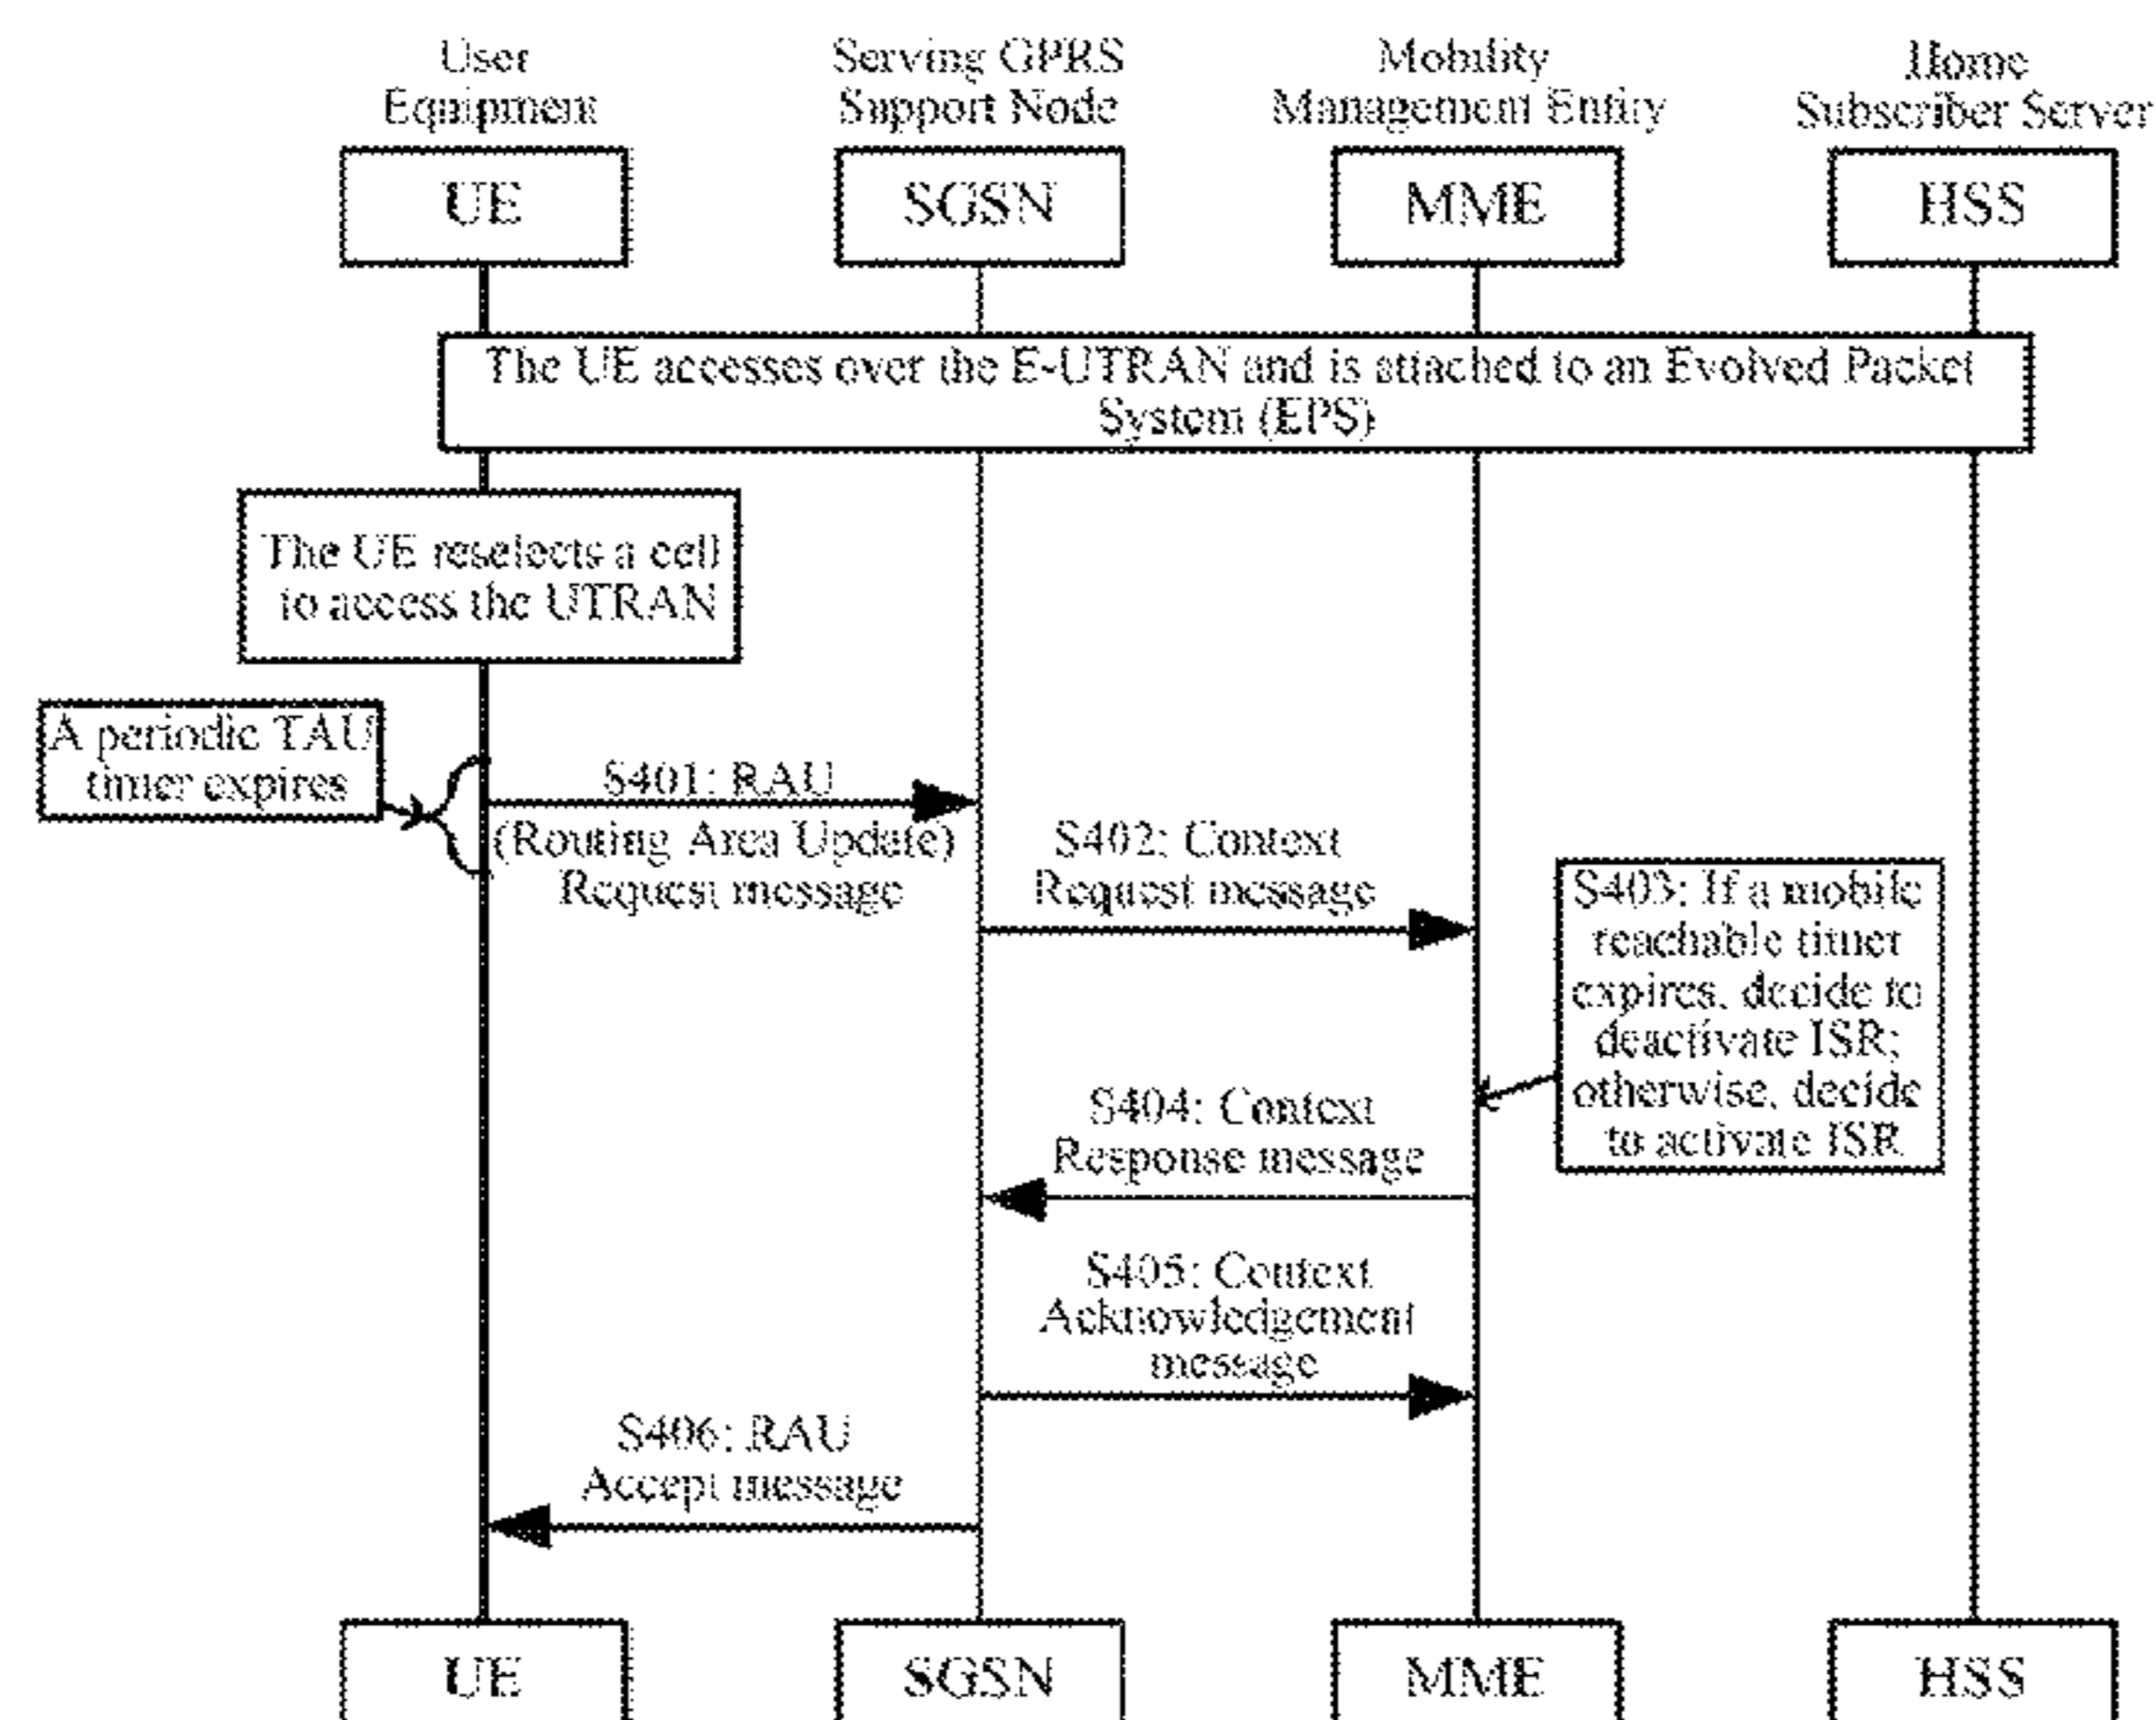 User
Equipment
Serving GPRS
Support Node
Mobility
Management Entity
Home
Subscriber Server
UE
SGSN
MME
HSS
The UE accesses over the E-UTRAN and is attached to an Evolved Packet
System (EPS)
The UE reselects a cell
to access the UTRAN
A periodic TAU
timer expires
S401: RAU
(Routing Area Update)
Request message
S402: Context
Request message
S403: If a mobile
reachable timer
expires, decide to
deactivate ISR;
otherwise, decide
to activate ISR
S404: Context
Response message
S405: Context
Acknowledgement
message
S406: RAU
Accept message
UE
SGSN
MME
HSS